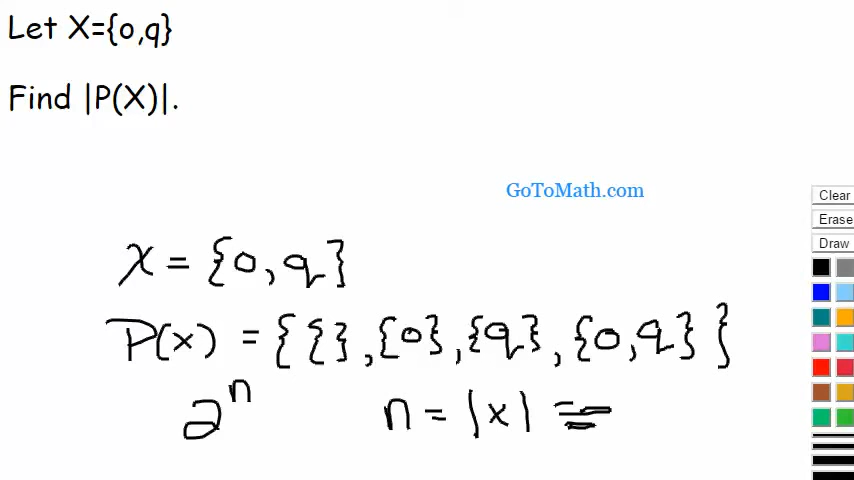 Let X={o,q}
Find |P(X)|.
GoToMath.com
Clear
Erase
Draw
X = {o,q}
P(x) = {{},{o},{q},{o,q}}
2^n n = |x| =